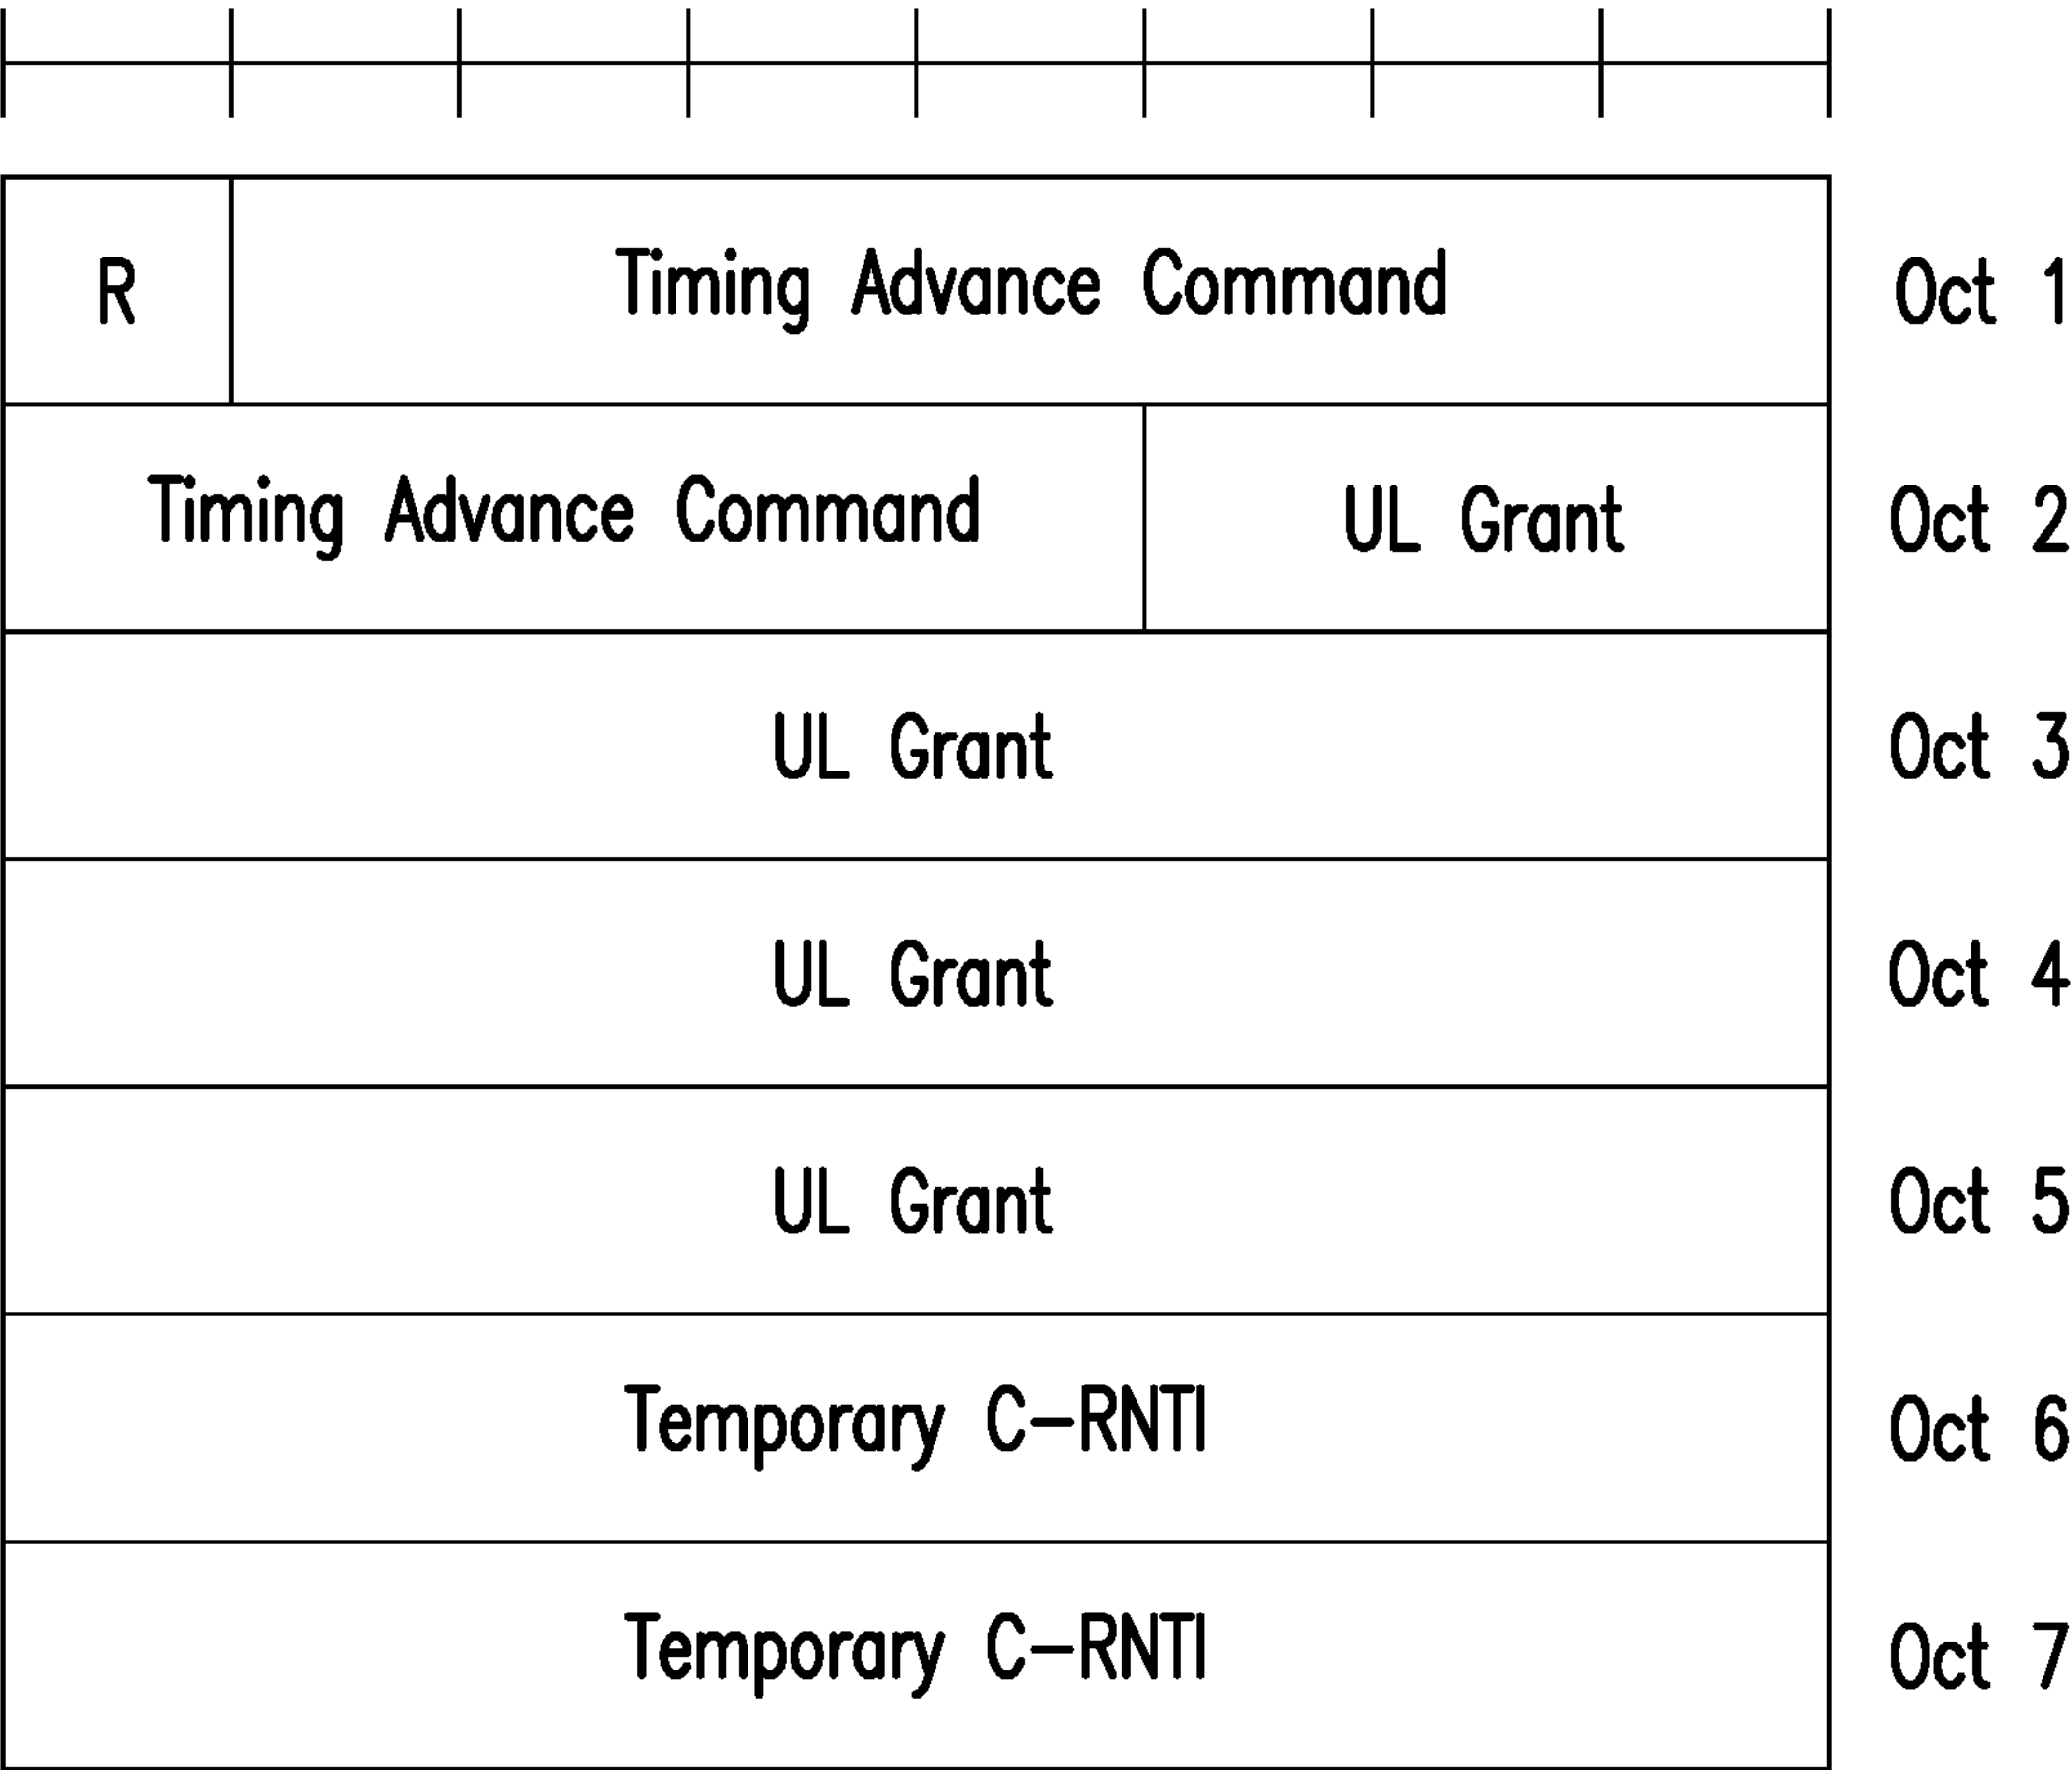 R Timing Advance Command Oct 1
Timing Advance Command UL Grant Oct 2
UL Grant Oct 3
UL Grant Oct 4
UL Grant Oct 5
Temporary C-RNTI Oct 6
Temporary C-RNTI Oct 7